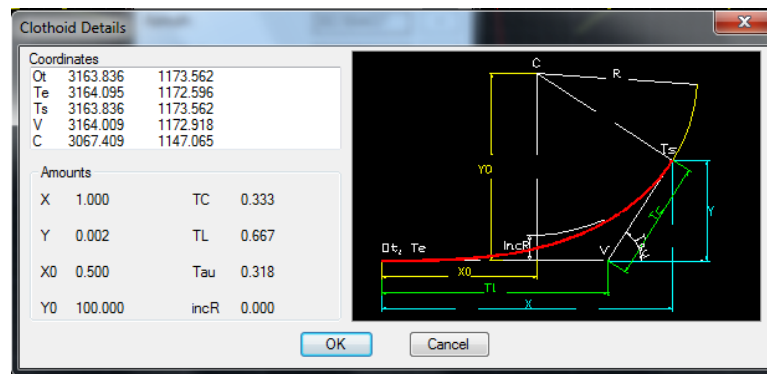 Clothoid Details
Coordinates
Ot 3163.836 1173.562
Te 3164.095 1172.596
Ts 3163.836 1173.562
V 3164.009 1172.918
C 3067.409 1147.065
Amounts
X 1.000 TC 0.333
Y 0.002 TL 0.667
X0 0.500 Tau 0.318
Y0 100.000 incR 0.000
C
R
Y0
Ts
Tc
Y
Ot, Te
IncR
V
X0
Tl
X
OK Cancel